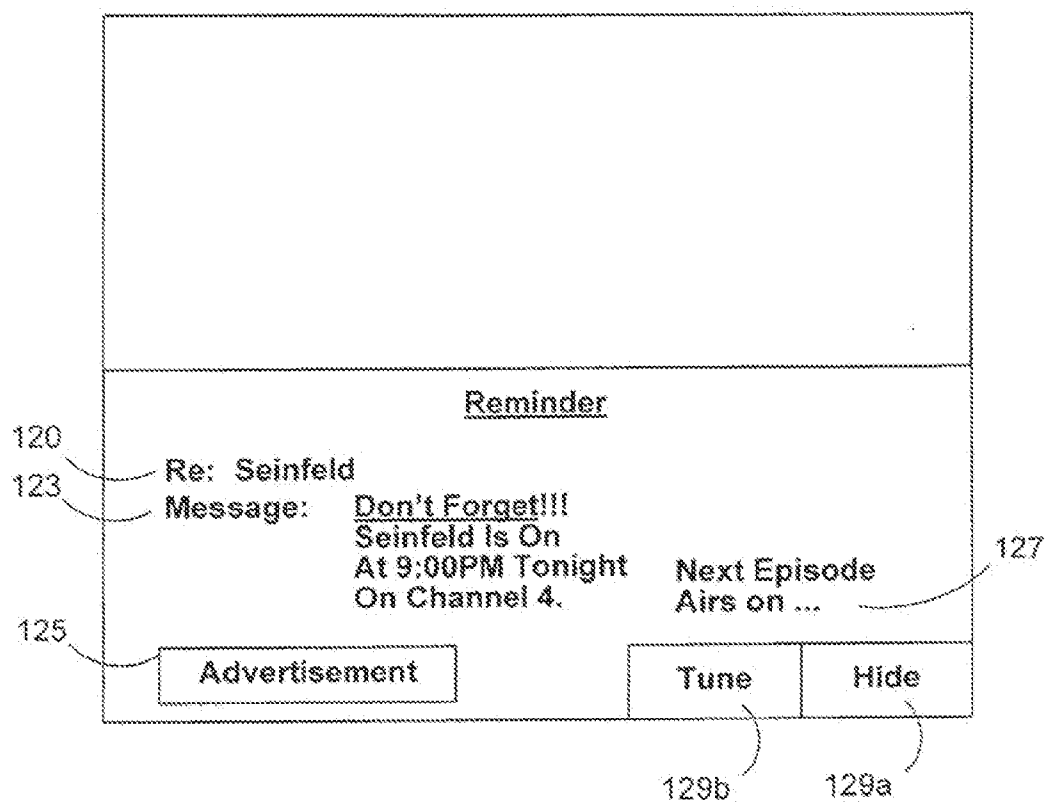 Reminder
120
Re: Seinfeld
123
Message: Don't Forget!!!
Seinfeld Is On
At 9:00PM Tonight
On Channel 4.
127
Next Episode
Airs on ...
125
Advertisement
Tune
Hide
129b
129a